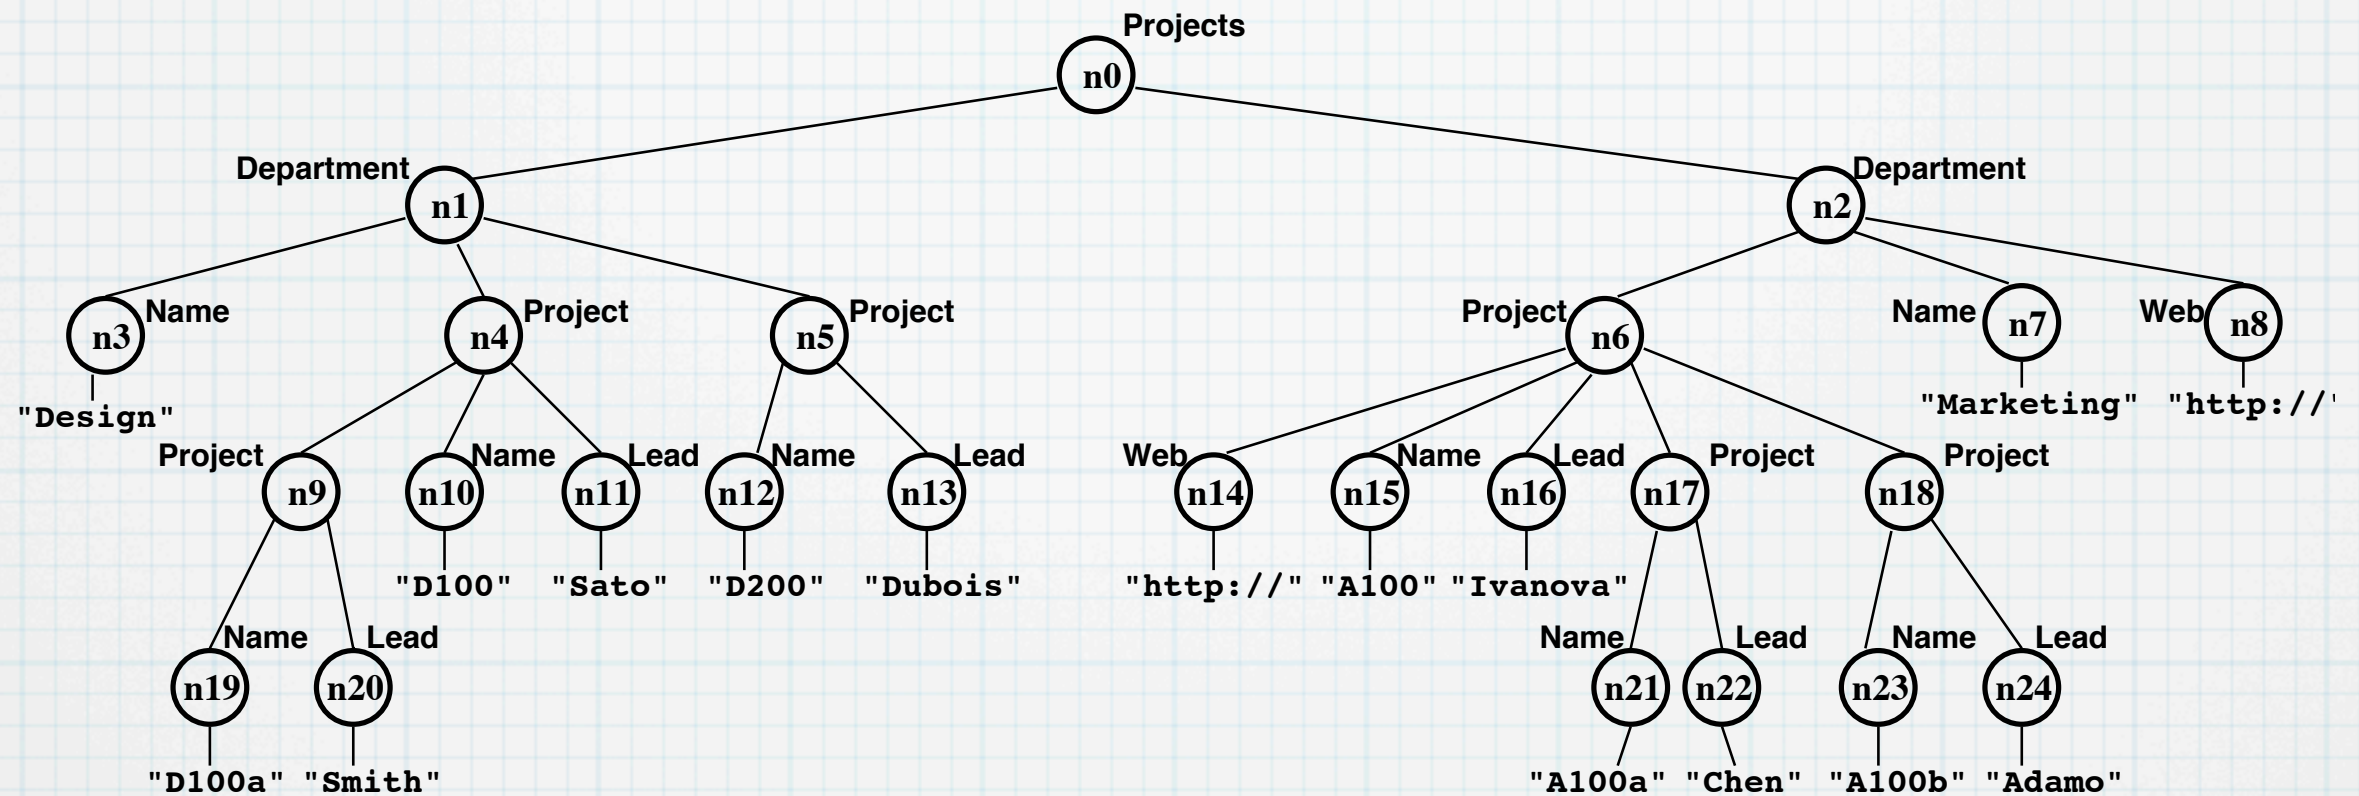 Projects
n0
Department
n1
Department
n2
n3
Name
n4
Project
n5
Project
Project
n6
Name
n7
Web
n8
"Design"
"Marketing"
"http://'
Project
n9
Name
n10
Lead
n11
Name
n12
Lead
n13
Web
n14
Name
n15
Lead
n16
Project
n17
Project
n18
"D100"
"Sato"
"D200"
"Dubois"
"http://"
"A100"
"Ivanova"
Name
n19
Lead
n20
Name
n21
Lead
n22
Name
n23
Lead
n24
"D100a"
"Smith"
"A100a"
"Chen"
"A100b"
"Adamo"